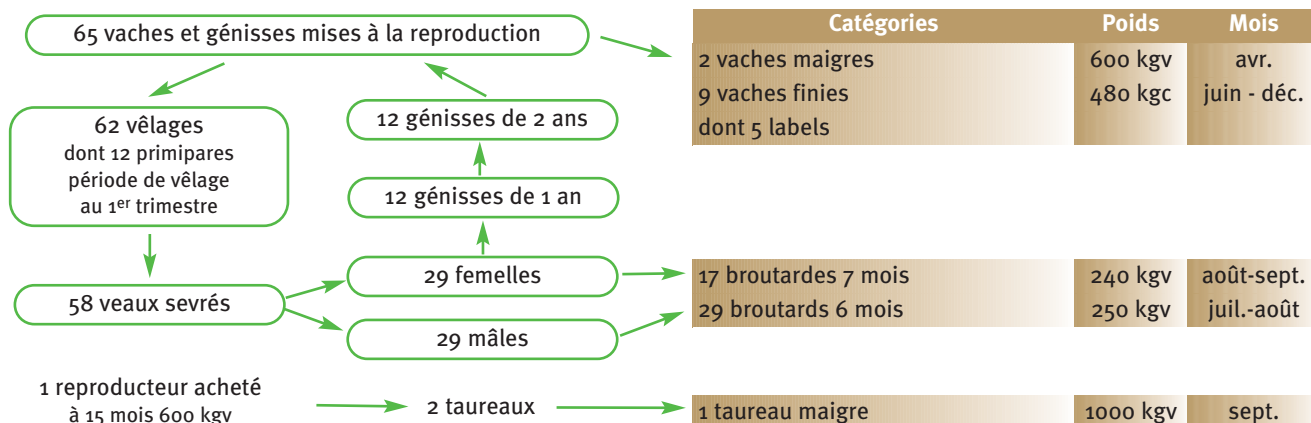 65 vaches et génisses mises à la reproduction
62 vêlages
dont 12 primipares
période de vêlage
au 1er trimestre
12 génisses de 2 ans
12 génisses de 1 an
58 veaux sevrés
29 femelles
29 mâles
1 reproducteur acheté
à 15 mois 600 kgv
2 taureaux
Catégories Poids Mois
2 vaches maigres 600 kgv avr.
9 vaches finies 480 kgc juin - déc.
dont 5 labels
17 broutardes 7 mois 240 kgv août-sept.
29 broutards 6 mois 250 kgv juil.-août
1 taureau maigre 1000 kgv sept.